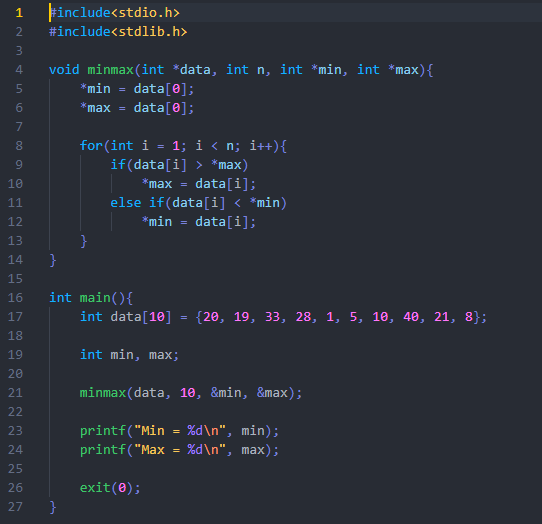 1 #include<stdio.h>
2 #include<stdlib.h>
3
4 void minmax(int *data, int n, int *min, int *max){
5     *min = data[0];
6     *max = data[0];
7
8     for(int i = 1; i < n; i++){
9         if(data[i] > *max)
10             *max = data[i];
11         else if(data[i] < *min)
12             *min = data[i];
13     }
14 }
15
16 int main(){
17     int data[10] = {20, 19, 33, 28, 1, 5, 10, 40, 21, 8};
18
19     int min, max;
20
21     minmax(data, 10, &min, &max);
22
23     printf("Min = %d\n", min);
24     printf("Max = %d\n", max);
25
26     exit(0);
27 }